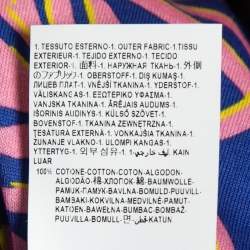 1. TESSUTO ESTERNO-1. OUTER FABRIC-1. TISSU
EXTERIEUR-1. TEJIDO EXTERNO-1. TECIDO
EXTERIOR-1. 面料-1. НАРУЖНАЯ ТКАНЬ-1. 外側
のファブリック-1. OBERSTOFF-1. DIŞ KUMAŞ-1.
ЛИЦЕВ ПЛАТ-1. VNĚJŠÍ TKANINA-1. YDERSTOF-1.
VÄLISKANGAS-1. ΕΞΩΤΕΡΙΚΟ ΥΦΑΣΜΑ-1.
VANJSKA TKANINA-1. ĀRĒJAIS AUDUMS-1.
IŠORINIS AUDINYS-1. KÜLSŐ SZÖVET-1.
BOVENSTOF-1. TKANINA ZEWNĘTRZNA-1.
ȚESĂTURĂ EXTERNĂ-1. VONKAJŠIA TKANINA-1.
ZUNANJE VLAKNO-1. ULOMPI KANGAS-1.
YTTERTYG-1. 외부 섬유-1. ليف خارجي-1. KAIN
LUAR
100% COTONE-COTTON-COTON-ALGODON-
ALGODÃO-棉-ХЛОПОК-綿-BAUMWOLLE-
PAMUK-ПАМУК-BAVLNA-BOMULD-PUUVILL-
ΒΑΜΒΑΚΙ-KOKVILNA-MEDVILNĖ-PAMUT-
KATOEN-BAWEŁNA-BUMBAC-BOMBAŽ-
PUUVILLA-BOMULL-면-قطن-KATUN